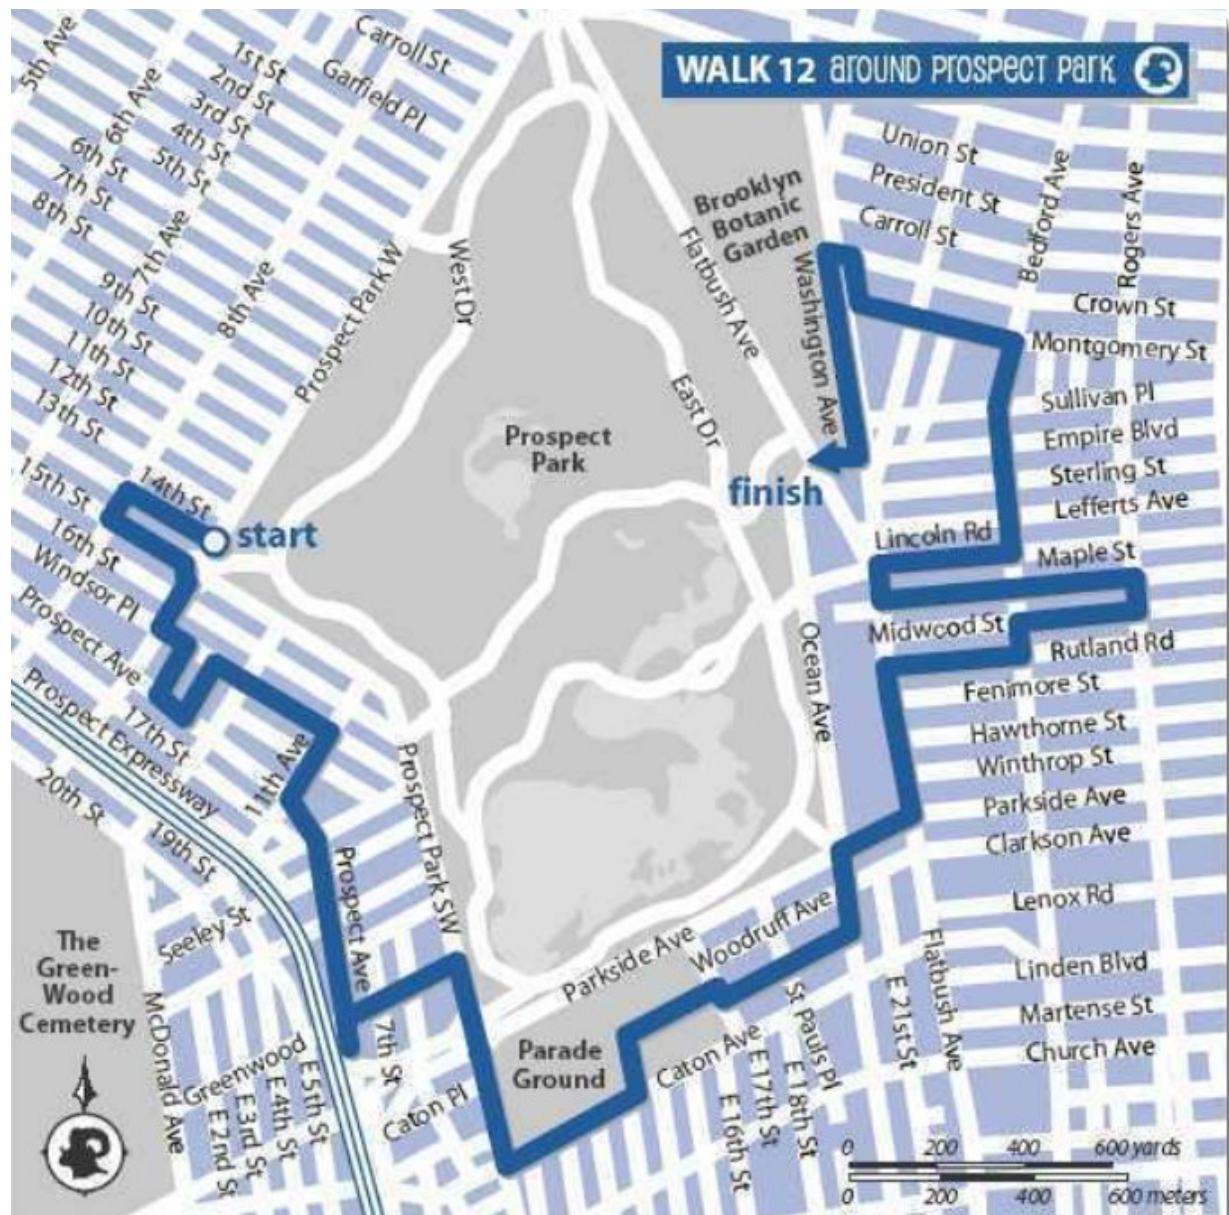 WALK 12 around prospect park
5th Ave
6th Ave
1st St
2nd St
3rd St
4th St
5th St
6th St
7th St
8th St
7th Ave
9th St
10th St
11th St
12th St
13th St
8th Ave
Carroll St
Garfield Pl
Prospect Park W
West Dr
Flatbush Ave
Brooklyn
Botanic
Garden
Washington Ave
Union St
President St
Carroll St
Bedford Ave
Rogers Ave
Crown St
Montgomery St
Sullivan Pl
Empire Blvd
Sterling St
Lefferts Ave
Lincoln Rd
Maple St
Midwood St
Rutland Rd
Fenimore St
Hawthorne St
Winthrop St
Parkside Ave
Clarkson Ave
Lenox Rd
Linden Blvd
Martense St
Church Ave
East Dr
Prospect
Park
finish
14th St
start
15th St
16th St
Windsor Pl
Prospect Ave
17th St
Prospect Expressway
11th Ave
20th St
19th St
Ocean Ave
Prospect Park SW
Prospect Ave
Seeley St
The
Green-
Wood
Cemetery
McDonald Ave
Greenwood
E 2nd St
E 3rd St
E 4th St
E 5th St
7th St
Caton Pl
Parade
Ground
Parkside Ave
Woodruff Ave
Caton Ave
St Pauls Pl
E 16th St
E 17th St
E 18th St
E 21st St
Flatbush Ave
0 200 400 600 yards
0 200 400 600 meters